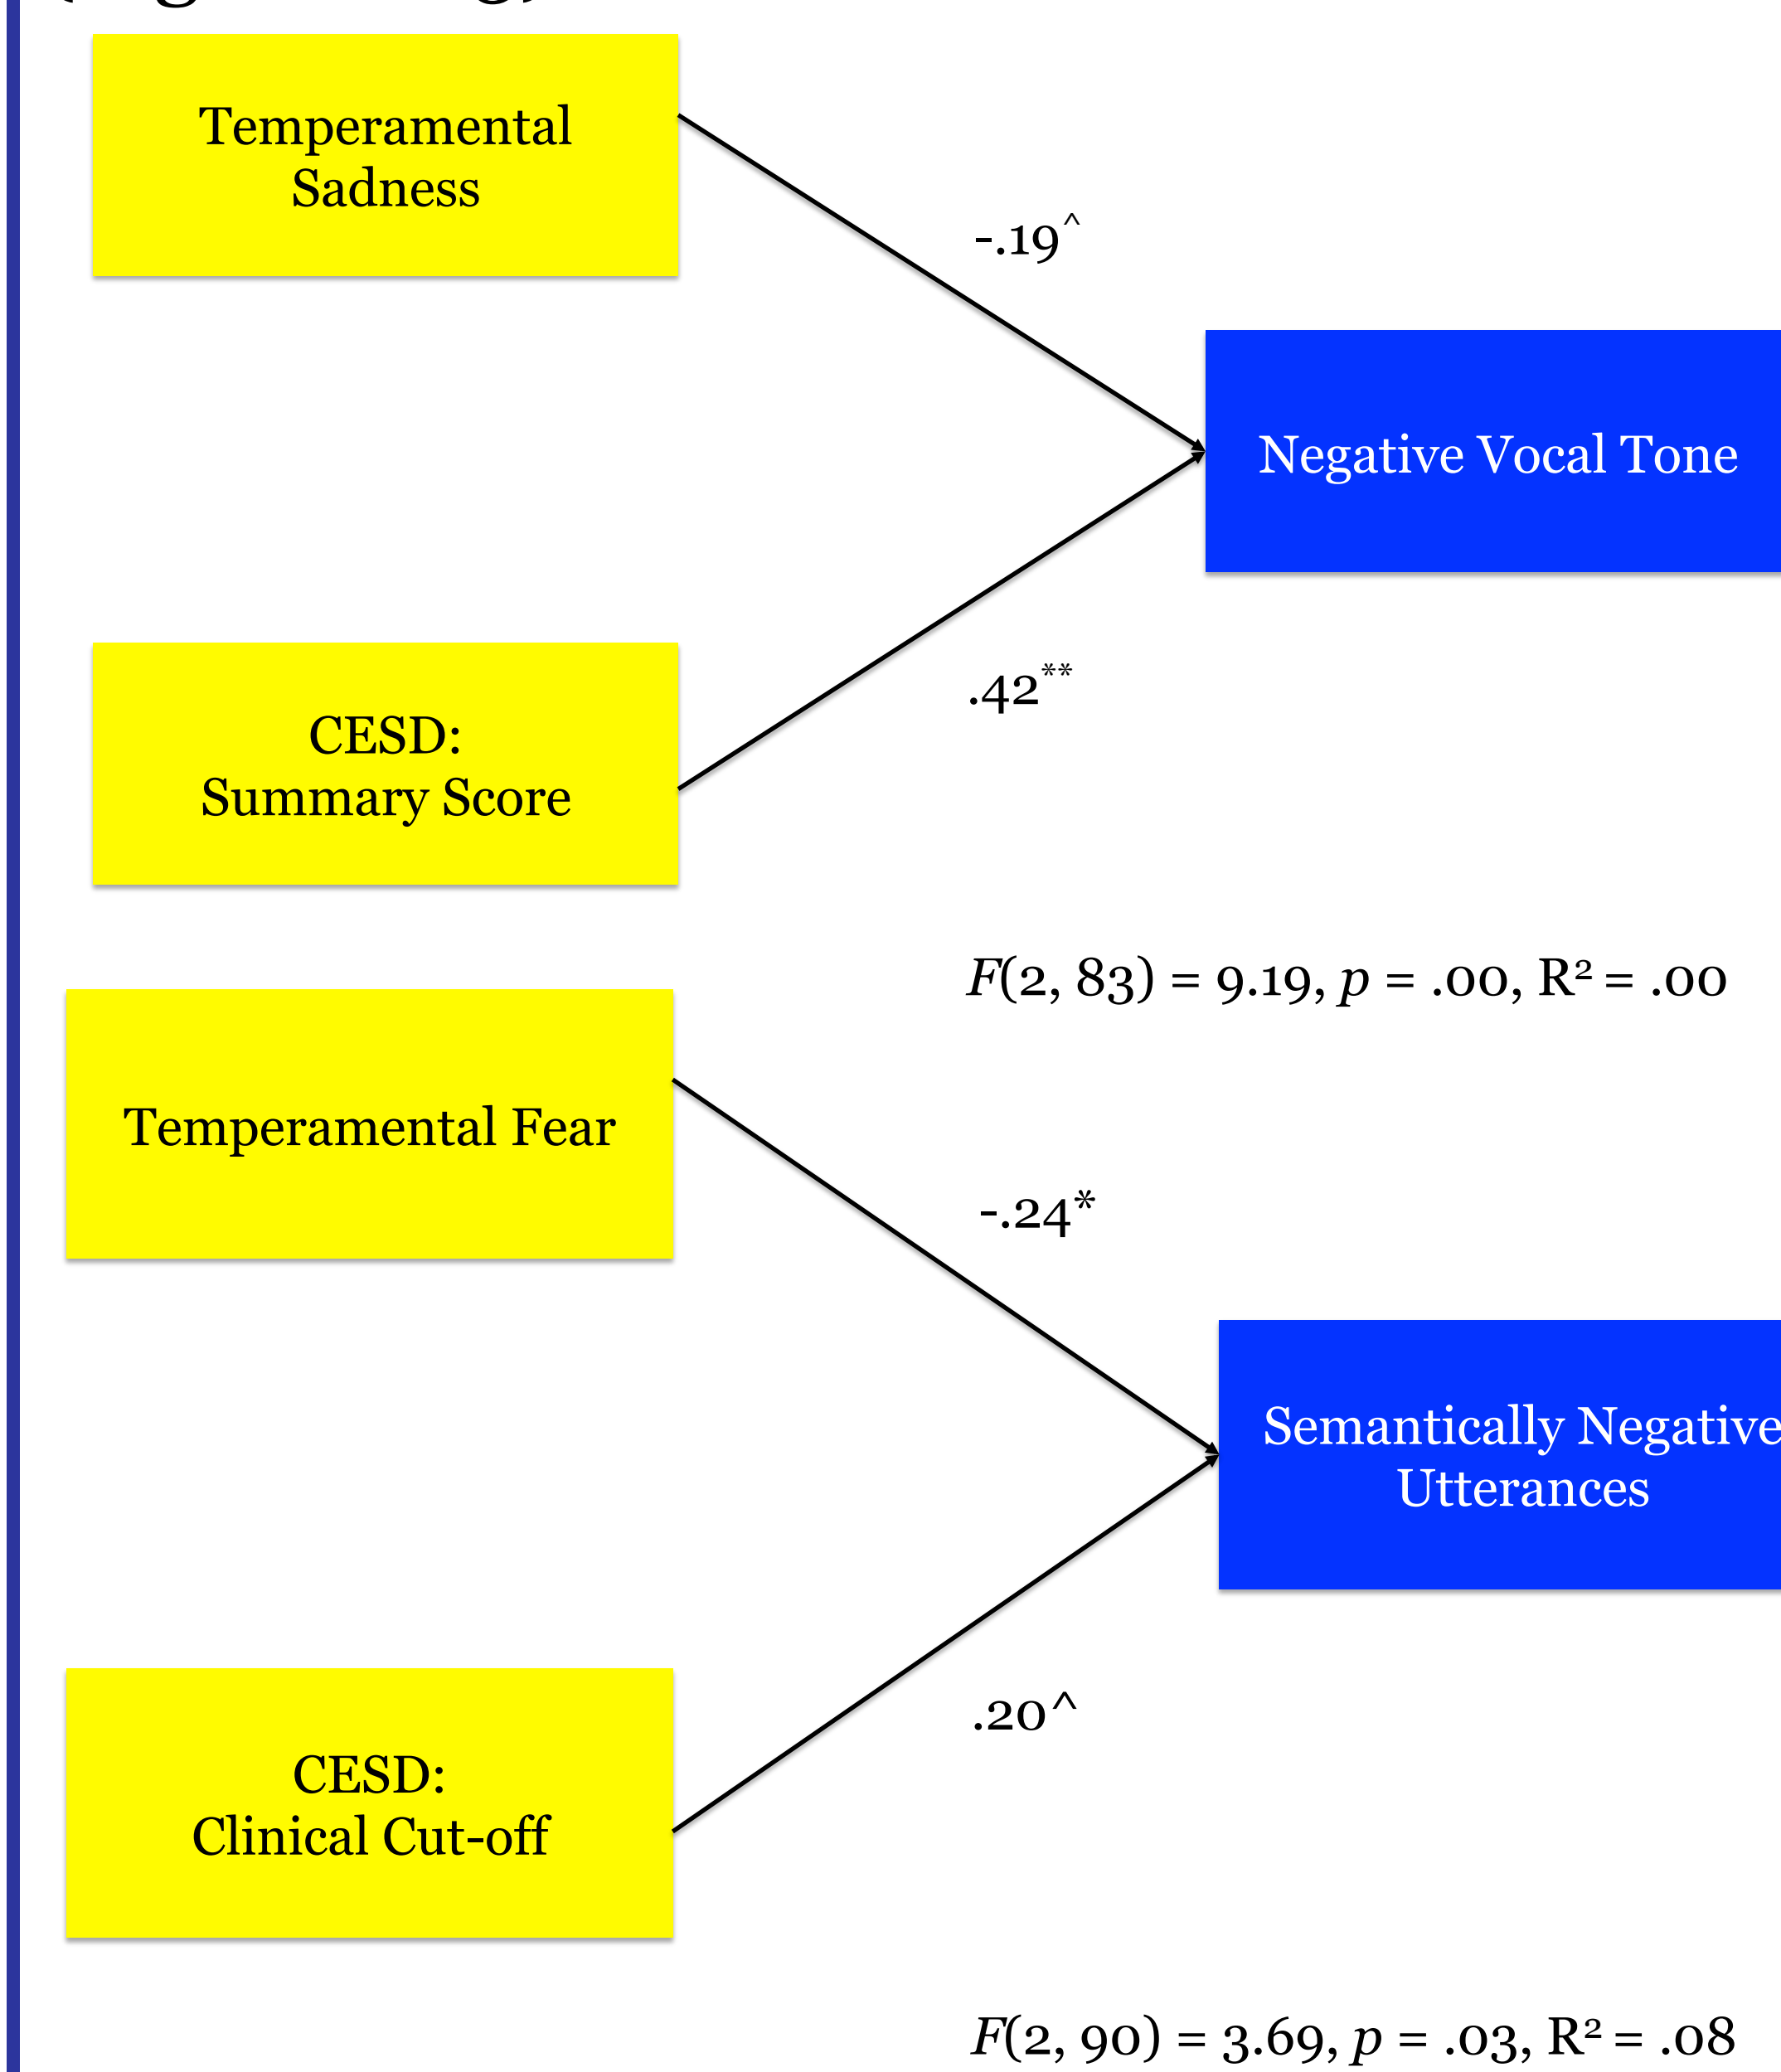 Temperamental
Sadness
-.19^
Negative Vocal Tone
.42**
CESD:
Summary Score
F(2, 83) = 9.19, p = .00, R² = .00
Temperamental Fear
-.24*
Semantically Negative
Utterances
.20^
CESD:
Clinical Cut-off
F(2, 90) = 3.69, p = .03, R² = .08